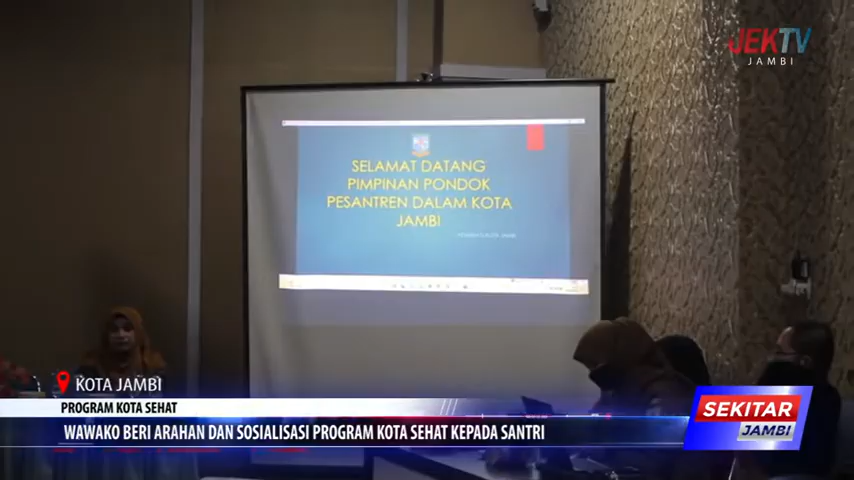 JEKTV
JAMBI
SELAMAT DATANG
PIMPINAN PONDOK
PESANTREN DALAM KOTA
JAMBI
KOTA JAMBI
PROGRAM KOTA SEHAT
WAWAKO BERI ARAHAN DAN SOSIALISASI PROGRAM KOTA SEHAT KEPADA SANTRI
SEKITAR
JAMBI